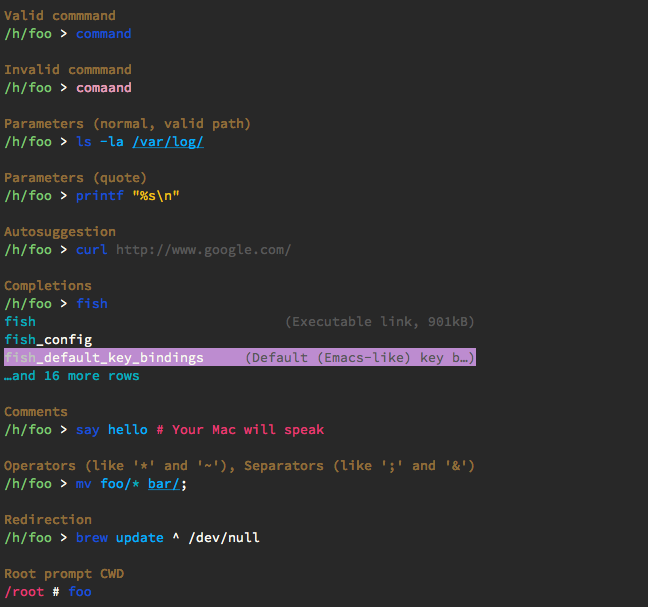 Valid commmand
/h/foo > command
Invalid commmand
/h/foo > comaand
Parameters (normal, valid path)
/h/foo > ls -la /var/log/
Parameters (quote)
/h/foo > printf "%s\n"
Autosuggestion
/h/foo > curl http://www.google.com/
Completions
/h/foo > fish
fish (Executable link, 901kB)
fish_config
fish_default_key_bindings (Default (Emacs-like) key b…)
…and 16 more rows
Comments
/h/foo > say hello # Your Mac will speak
Operators (like '*' and '~'), Separators (like ';' and '&')
/h/foo > mv foo/* bar/;
Redirection
/h/foo > brew update ^ /dev/null
Root prompt CWD
/root # foo